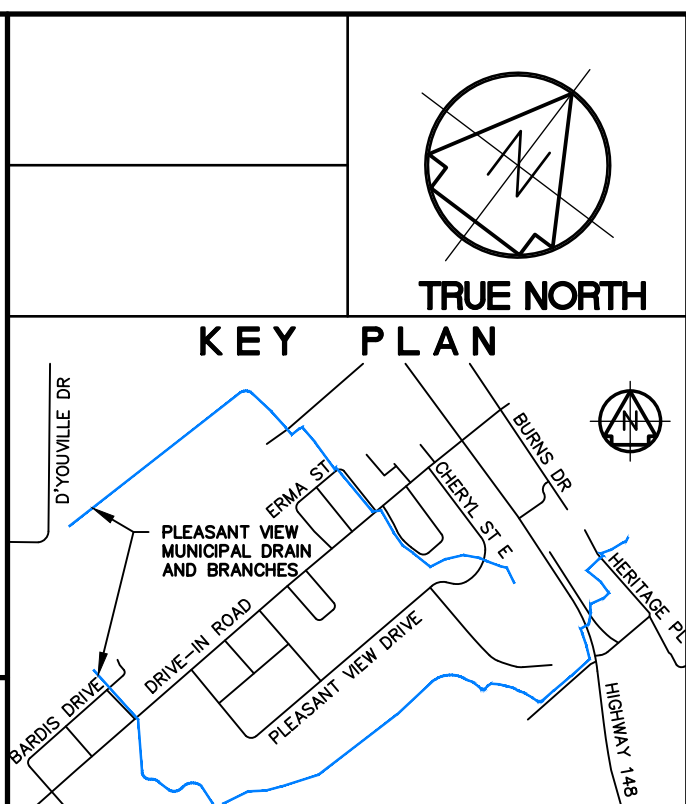 N
TRUE NORTH
KEY PLAN
D'YOUVILLE DR
N
BURNS DR
ERMA ST
CHERYL ST E
PLEASANT VIEW
MUNICIPAL DRAIN
AND BRANCHES
HERITAGE PL
DRIVE-IN ROAD
PLEASANT VIEW DRIVE
BARDIS DRIVE
HIGHWAY 148